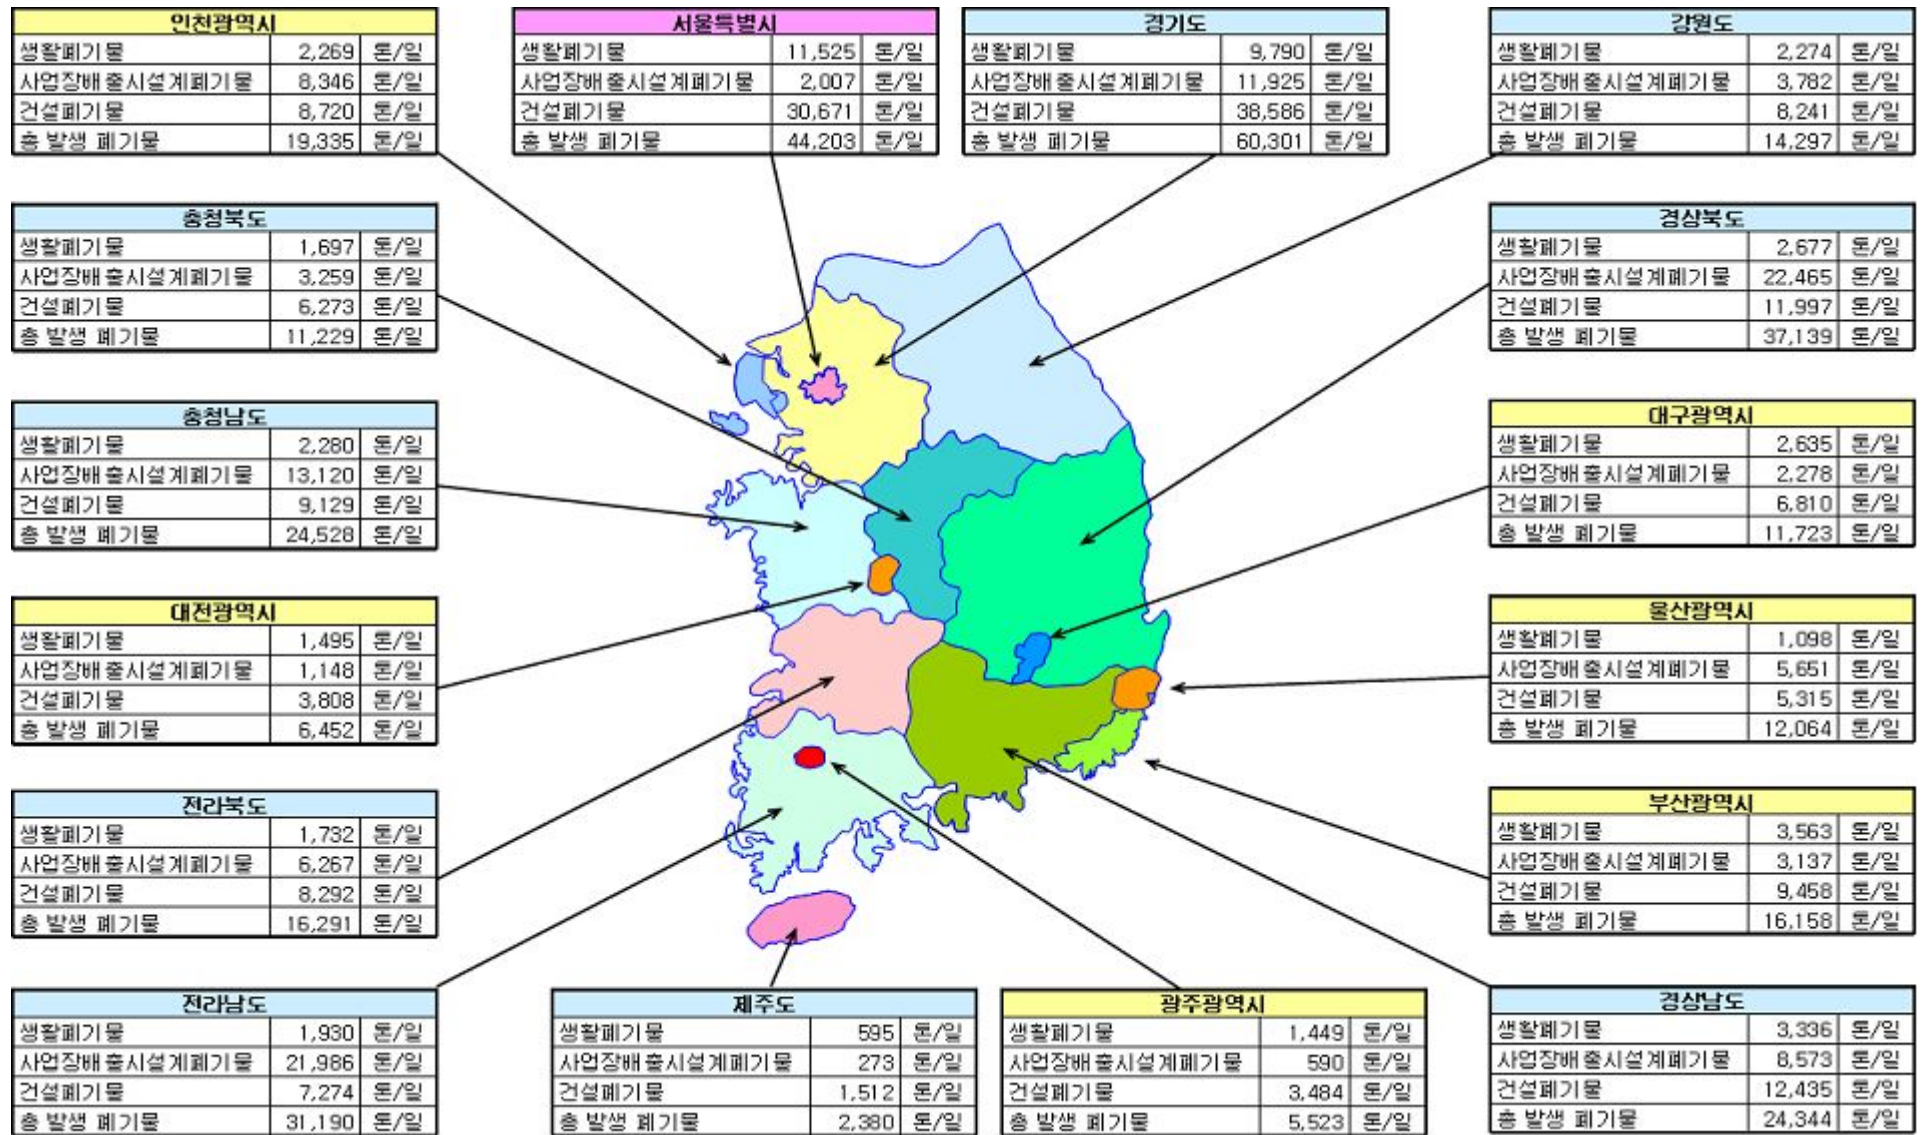 인천광역시
생활폐기물 2,269 톤/일
사업장배출시설계폐기물 8,346 톤/일
건설폐기물 8,720 톤/일
총 발생 폐기물 19,335 톤/일
서울특별시
생활폐기물 11,525 톤/일
사업장배출시설계폐기물 2,007 톤/일
건설폐기물 30,671 톤/일
총 발생 폐기물 44,203 톤/일
경기도
생활폐기물 9,790 톤/일
사업장배출시설계폐기물 11,925 톤/일
건설폐기물 38,586 톤/일
총 발생 폐기물 60,301 톤/일
강원도
생활폐기물 2,274 톤/일
사업장배출시설계폐기물 3,782 톤/일
건설폐기물 8,241 톤/일
총 발생 폐기물 14,297 톤/일
충청북도
생활폐기물 1,697 톤/일
사업장배출시설계폐기물 3,259 톤/일
건설폐기물 6,273 톤/일
총 발생 폐기물 11,229 톤/일
경상북도
생활폐기물 2,677 톤/일
사업장배출시설계폐기물 22,465 톤/일
건설폐기물 11,997 톤/일
총 발생 폐기물 37,139 톤/일
충청남도
생활폐기물 2,280 톤/일
사업장배출시설계폐기물 13,120 톤/일
건설폐기물 9,129 톤/일
총 발생 폐기물 24,528 톤/일
대구광역시
생활폐기물 2,635 톤/일
사업장배출시설계폐기물 2,278 톤/일
건설폐기물 6,810 톤/일
총 발생 폐기물 11,723 톤/일
대전광역시
생활폐기물 1,495 톤/일
사업장배출시설계폐기물 1,148 톤/일
건설폐기물 3,808 톤/일
총 발생 폐기물 6,452 톤/일
울산광역시
생활폐기물 1,098 톤/일
사업장배출시설계폐기물 5,651 톤/일
건설폐기물 5,315 톤/일
총 발생 폐기물 12,064 톤/일
전라북도
생활폐기물 1,732 톤/일
사업장배출시설계폐기물 6,267 톤/일
건설폐기물 8,292 톤/일
총 발생 폐기물 16,291 톤/일
부산광역시
생활폐기물 3,563 톤/일
사업장배출시설계폐기물 3,137 톤/일
건설폐기물 9,458 톤/일
총 발생 폐기물 16,158 톤/일
전라남도
생활폐기물 1,930 톤/일
사업장배출시설계폐기물 21,986 톤/일
건설폐기물 7,274 톤/일
총 발생 폐기물 31,190 톤/일
제주도
생활폐기물 595 톤/일
사업장배출시설계폐기물 273 톤/일
건설폐기물 1,512 톤/일
총 발생 폐기물 2,380 톤/일
광주광역시
생활폐기물 1,449 톤/일
사업장배출시설계폐기물 590 톤/일
건설폐기물 3,484 톤/일
총 발생 폐기물 5,523 톤/일
경상남도
생활폐기물 3,336 톤/일
사업장배출시설계폐기물 8,573 톤/일
건설폐기물 12,435 톤/일
총 발생 폐기물 24,344 톤/일